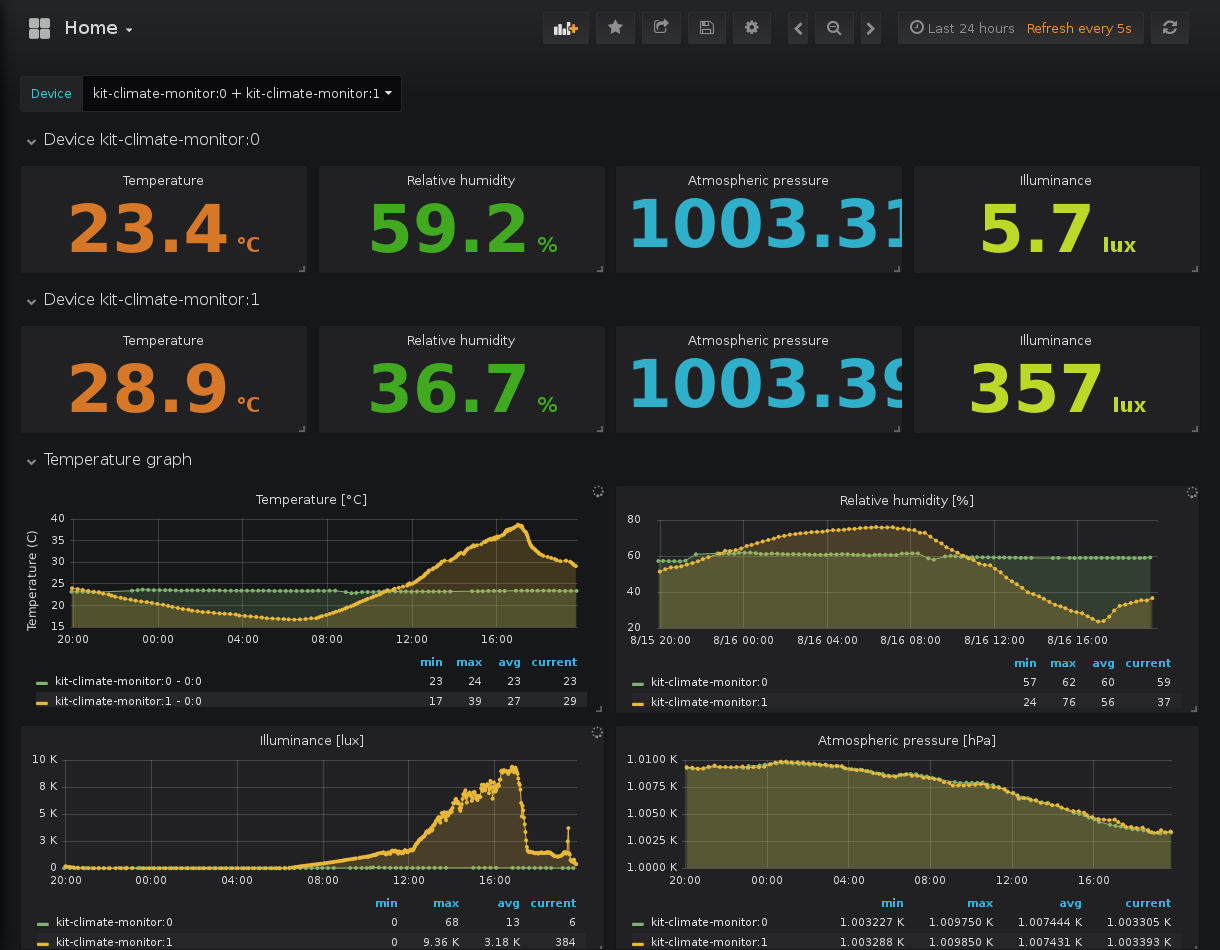 Home
Last 24 hours Refresh every 5s
Device kit-climate-monitor:0 + kit-climate-monitor:1
Device kit-climate-monitor:0
Temperature Relative humidity Atmospheric pressure Illuminance
23.4 °C 59.2 % 1003.31 5.7 lux
Device kit-climate-monitor:1
Temperature Relative humidity Atmospheric pressure Illuminance
28.9 °C 36.7 % 1003.39 357 lux
Temperature graph
Temperature [°C]
Temperature (C)
40
35
30
25
20
15
20:00 00:00 04:00 08:00 12:00 16:00
min max avg current
kit-climate-monitor:0 - 0:0 23 24 23 23
kit-climate-monitor:1 - 0:0 17 39 27 29
Relative humidity [%]
80
60
40
20
8/15 20:00 8/16 00:00 8/16 04:00 8/16 08:00 8/16 12:00 8/16 16:00
min max avg current
kit-climate-monitor:0 57 62 60 59
kit-climate-monitor:1 24 76 56 37
Illuminance [lux]
10 K
8 K
5 K
3 K
0
20:00 00:00 04:00 08:00 12:00 16:00
min max avg current
kit-climate-monitor:0 0 68 13 6
kit-climate-monitor:1 0 9.36 K 3.18 K 384
Atmospheric pressure [hPa]
1.0100 K
1.0075 K
1.0050 K
1.0025 K
1.0000 K
20:00 00:00 04:00 08:00 12:00 16:00
min max avg current
kit-climate-monitor:0 1.003227 K 1.009750 K 1.007444 K 1.003305 K
kit-climate-monitor:1 1.003288 K 1.009850 K 1.007431 K 1.003393 K